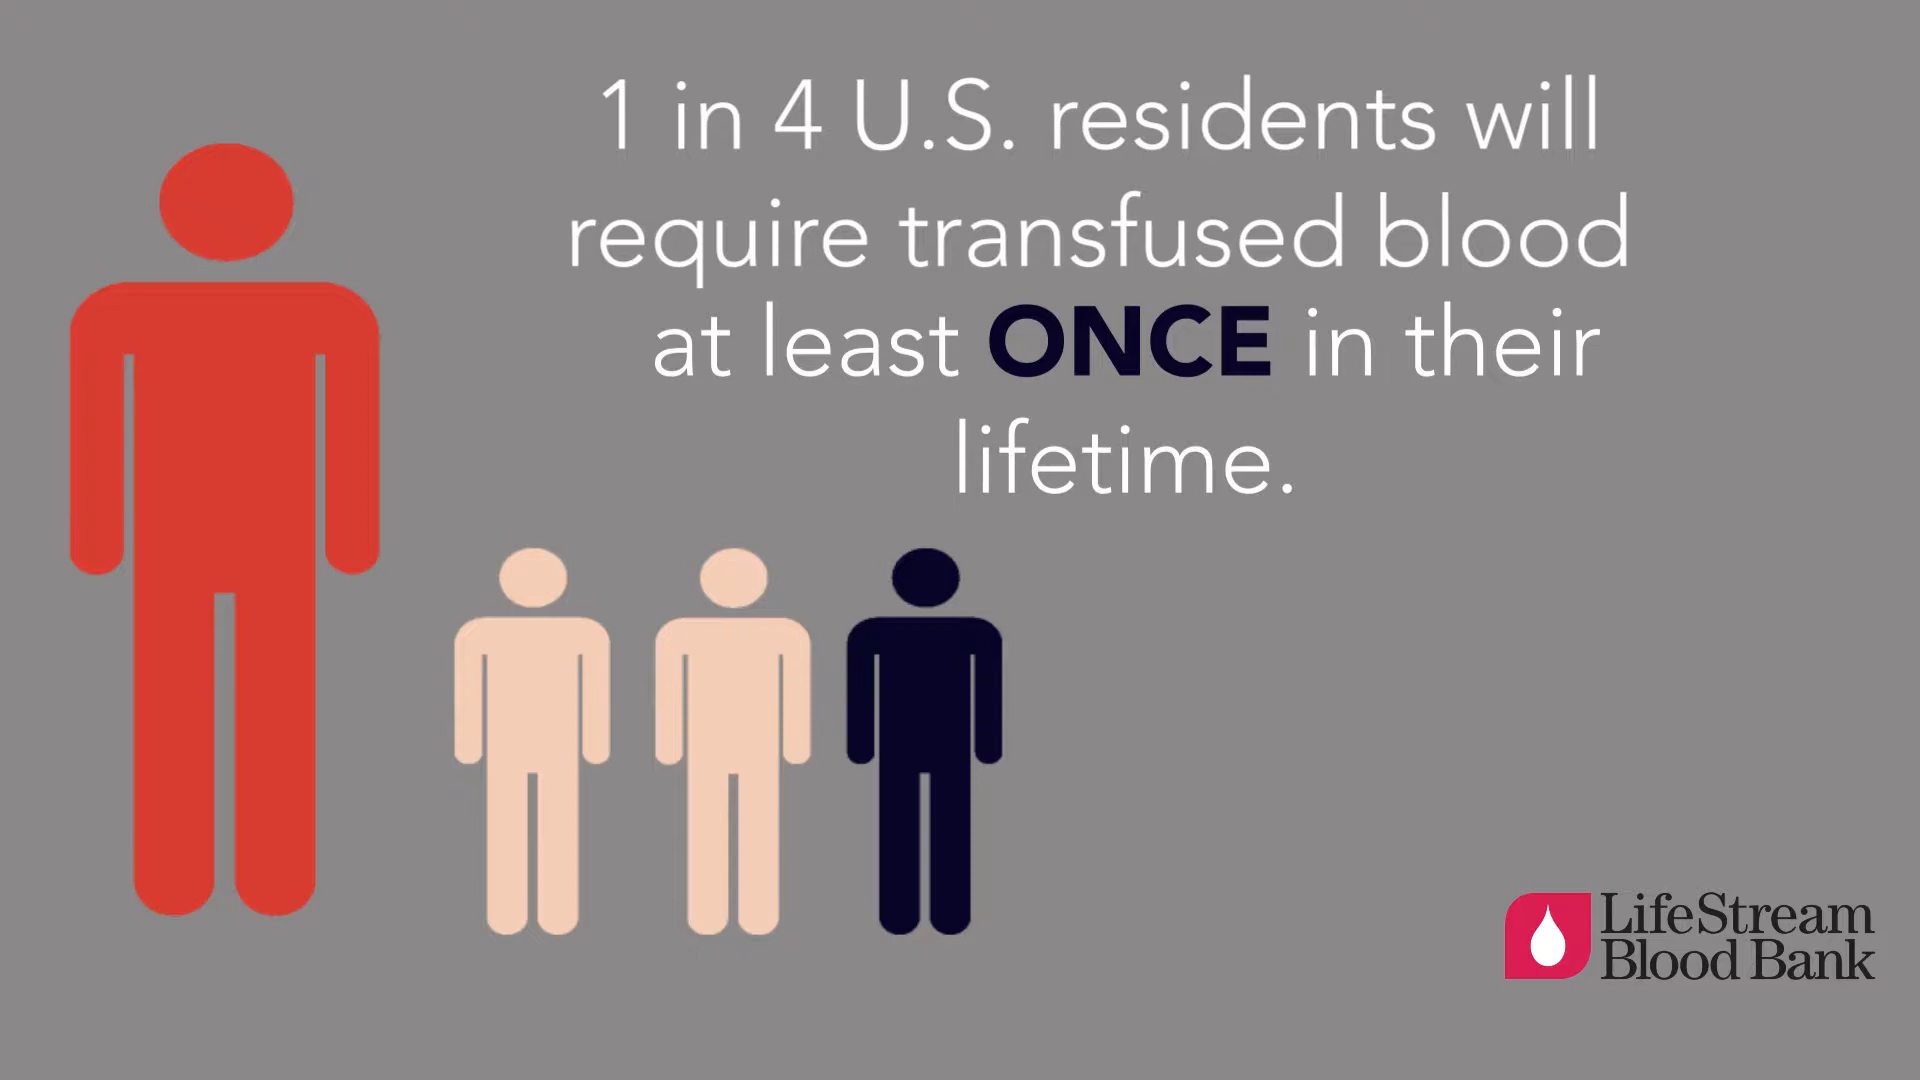 1 in 4 U.S. residents will
require transfused blood
at least ONCE in their
lifetime.
LifeStream
Blood Bank